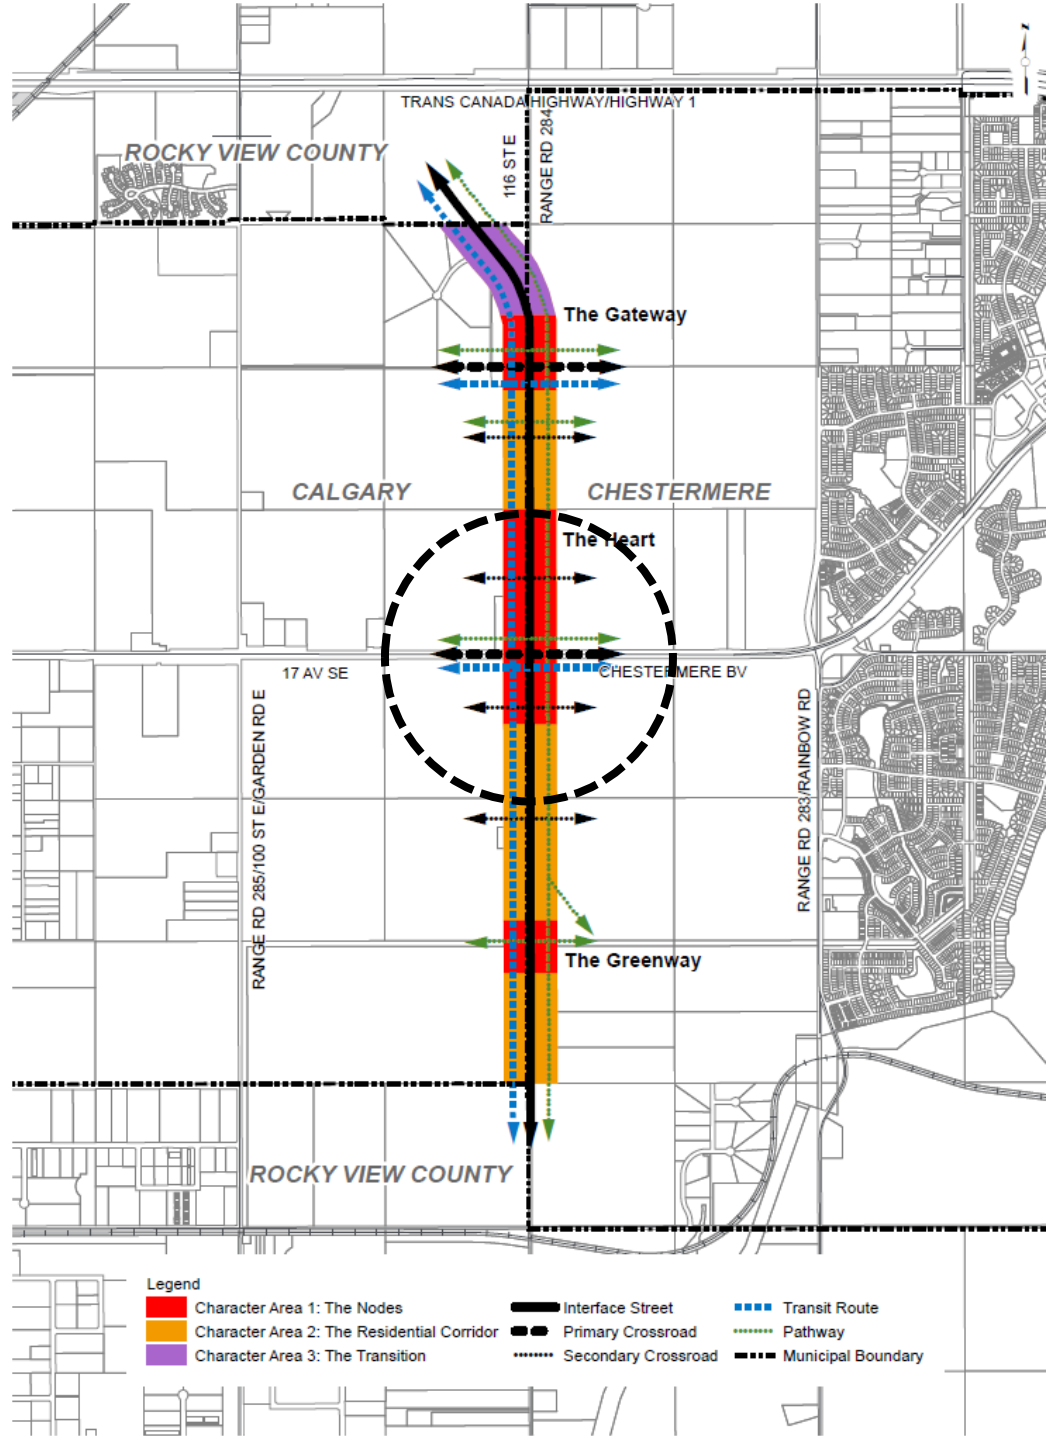 TRANS CANADA HIGHWAY/HIGHWAY 1
ROCKY VIEW COUNTY
116 ST E
RANGE RD 284
The Gateway
CALGARY
CHESTERMERE
The Heart
17 AV SE
CHESTERMERE BV
RANGE RD 285/100 ST E/GARDEN RD E
RANGE RD 283/RAINBOW RD
The Greenway
ROCKY VIEW COUNTY
Legend
Character Area 1: The Nodes
Character Area 2: The Residential Corridor
Character Area 3: The Transition
Interface Street
Primary Crossroad
Secondary Crossroad
Transit Route
Pathway
Municipal Boundary